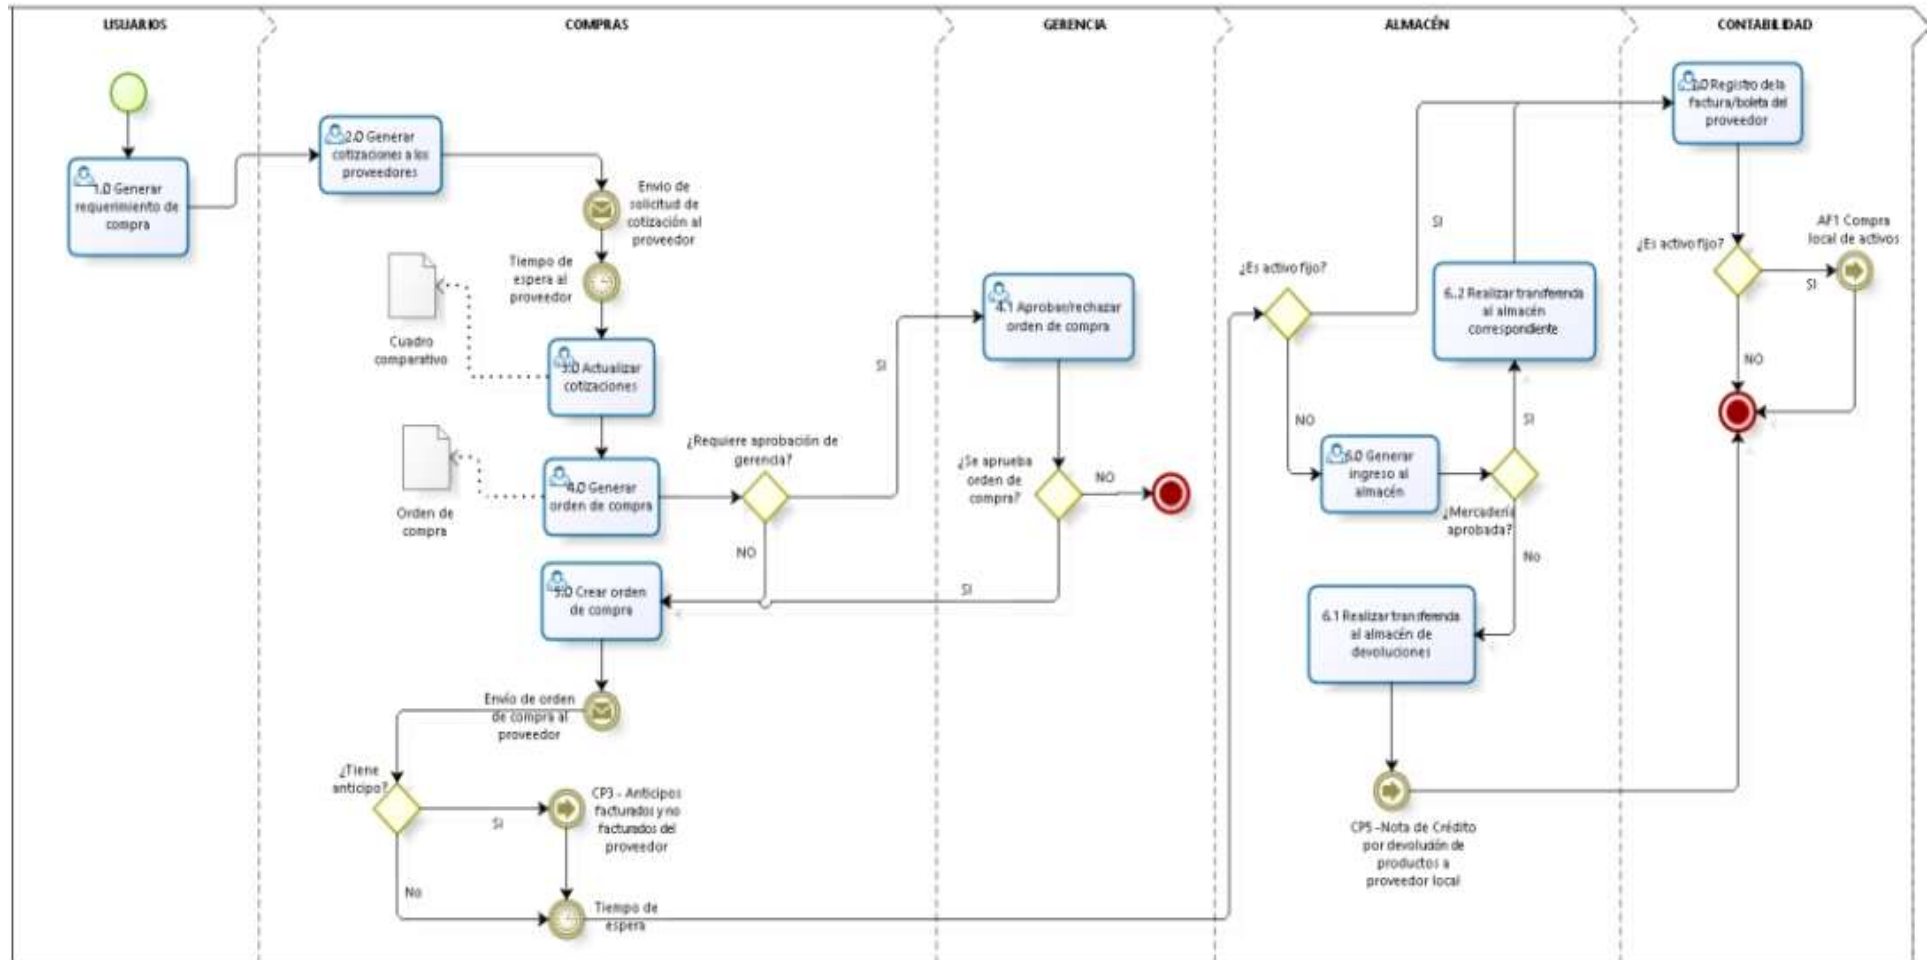 USUARIOS
COMPRAS
GERENCIA
ALMACÉN
CONTABILIDAD
1.0 Generar
requerimiento de
compra
2.0 Generar
cotizaciones a los
proveedores
Envio de
solicitud de
cotización al
proveedor
Tiempo de
espera al
proveedor
Cuadro
comparativo
3.0 Actualizar
cotizaciones
Orden de
compra
4.0 Generar
orden de compra
¿Requiere aprobación de
gerencia?
SI
NO
5.0 Crear orden
de compra
Envío de orden
de compra al
proveedor
¿Tiene
anticipo?
SI
No
CP3 - Anticipos
facturados y no
facturados del
proveedor
Tiempo de
espera
4.1 Aprobar/rechazar
orden de compra
¿Se aprueba
orden de
compra?
NO
SI
¿Es activo fijo?
SI
NO
6.0 Generar
ingreso al
almacén
¿Mercadería
aprobada?
SI
No
6..2 Realizar transferenda
al almacén
correspondiente
6.1 Realizar transferenda
al almacén de
devoluciones
CP5 -Nota de Crédito
por devolución de
productos a
proveedor local
Registro de la
factura/boleta del
proveedor
¿Es activo fijo?
SI
NO
AF1 Compra
local de activos